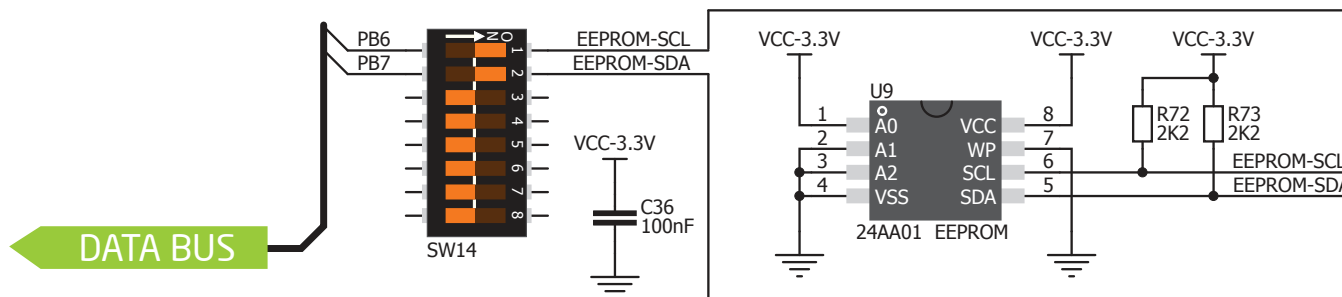 PB6
PB7
ON
1
2
3
4
5
6
7
8
SW14
DATA BUS
EEPROM-SCL
EEPROM-SDA
VCC-3.3V
C36
100nF
VCC-3.3V
VCC-3.3V
VCC-3.3V
U9
1 A0 VCC 8
2 A1 WP 7
3 A2 SCL 6
4 VSS SDA 5
24AA01 EEPROM
R72
2K2
R73
2K2
EEPROM-SCL
EEPROM-SDA